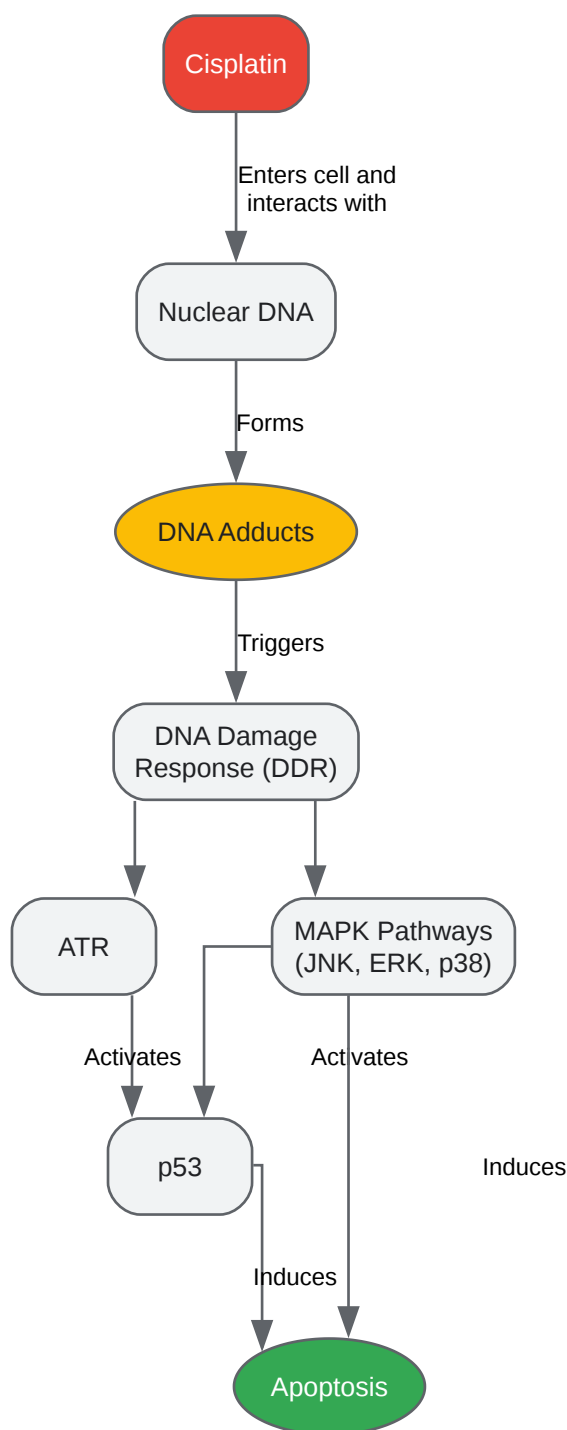 Cisplatin
Enters cell and
interacts with
Nuclear DNA
Forms
DNA Adducts
Triggers
DNA Damage
Response (DDR)
ATR
MAPK Pathways
(JNK, ERK, p38)
Activates
Activates
p53
Induces
Induces
Apoptosis